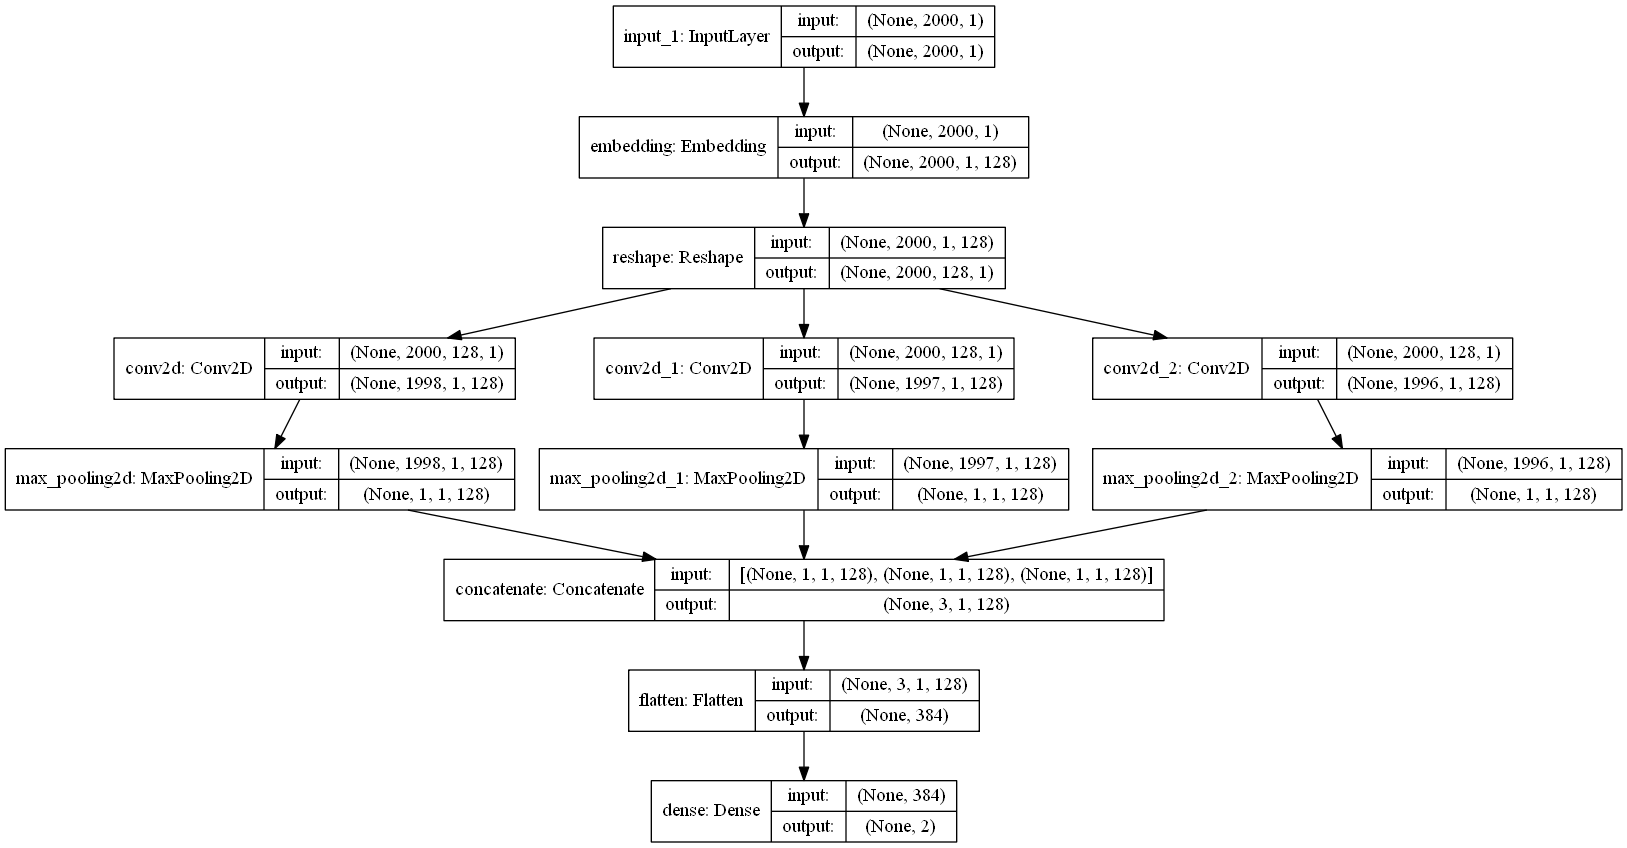 input_1: InputLayer
input: (None, 2000, 1)
output: (None, 2000, 1)
embedding: Embedding
input: (None, 2000, 1)
output: (None, 2000, 1, 128)
reshape: Reshape
input: (None, 2000, 1, 128)
output: (None, 2000, 128, 1)
conv2d: Conv2D
input: (None, 2000, 128, 1)
output: (None, 1998, 1, 128)
conv2d_1: Conv2D
input: (None, 2000, 128, 1)
output: (None, 1997, 1, 128)
conv2d_2: Conv2D
input: (None, 2000, 128, 1)
output: (None, 1996, 1, 128)
max_pooling2d: MaxPooling2D
input: (None, 1998, 1, 128)
output: (None, 1, 1, 128)
max_pooling2d_1: MaxPooling2D
input: (None, 1997, 1, 128)
output: (None, 1, 1, 128)
max_pooling2d_2: MaxPooling2D
input: (None, 1996, 1, 128)
output: (None, 1, 1, 128)
concatenate: Concatenate
input: [(None, 1, 1, 128), (None, 1, 1, 128), (None, 1, 1, 128)]
output: (None, 3, 1, 128)
flatten: Flatten
input: (None, 3, 1, 128)
output: (None, 384)
dense: Dense
input: (None, 384)
output: (None, 2)